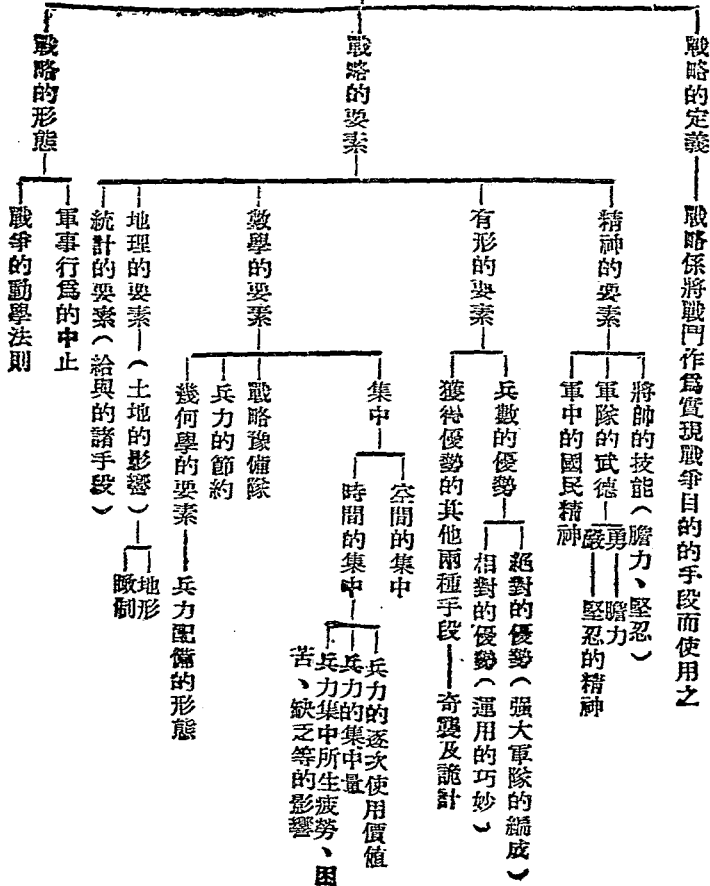 戰略的定義
戰略係將戰鬥作爲實現戰爭目的的手段而使用之
戰略的要素
精神的要素
將帥的技能(膽力、堅忍)
軍隊的武德
勇
膽力
嚴
堅忍的精神
軍中的國民精神
有形的要素
兵數的優勢
絕對的優勢(强大軍隊的編成)
相對的優勢(運用的巧妙)
獲得優勢的其他兩種手段
奇襲及詭計
數學的要素
集中
空間的集中
時間的集中
兵力的逐次使用價值
兵力的集中量
兵力集中所生疲勞、困
苦、缺乏等的影響
戰略豫備隊
兵力的節約
幾何學的要素
兵力配備的形態
地理的要素
(土地的影響)
地形
瞰制
統計的要素(給與的諸手段)
戰略的形態
軍事行爲的中止
戰爭的動學法則